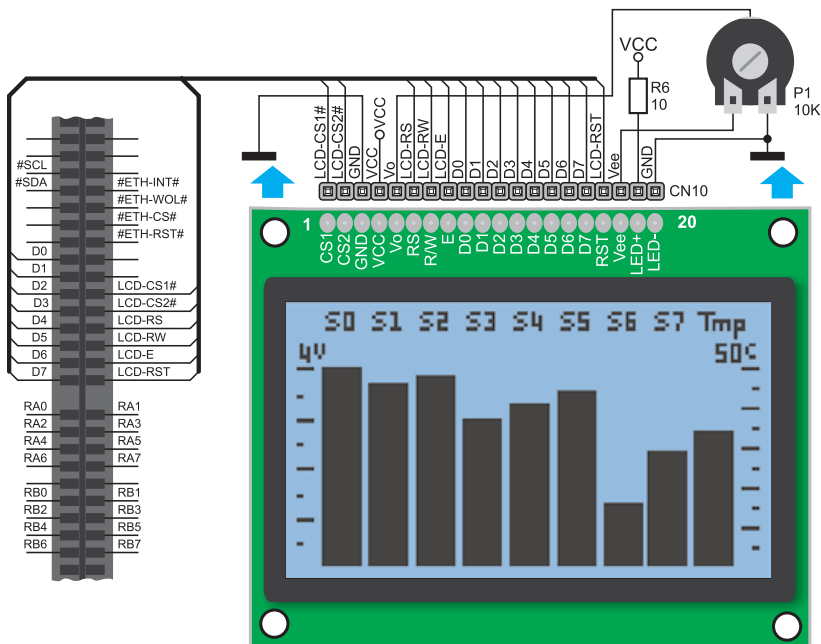 VCC
R6
10
P1
10K
LCD-CS1#
LCD-CS2#
GND
VCC
VCC
Vo
LCD-RS
LCD-RW
LCD-E
D0
D1
D2
D3
D4
D5
D6
D7
LCD-RST
Vee
GND
CN10
#SCL
#SDA
#ETH-INT#
#ETH-WOL#
#ETH-CS#
#ETH-RST#
D0
D1
D2 LCD-CS1#
D3 LCD-CS2#
D4 LCD-RS
D5 LCD-RW
D6 LCD-E
D7 LCD-RST
RA0 RA1
RA2 RA3
RA4 RA5
RA6 RA7
RB0 RB1
RB2 RB3
RB4 RB5
RB6 RB7
1 20
CS1
CS2
GND
VCC
Vo
RS
R/W
E
D0
D1
D2
D3
D4
D5
D6
D7
RST
Vee
LED+
LED-
S0 S1 S2 S3 S4 S5 S6 S7 Tmp
4V 50C